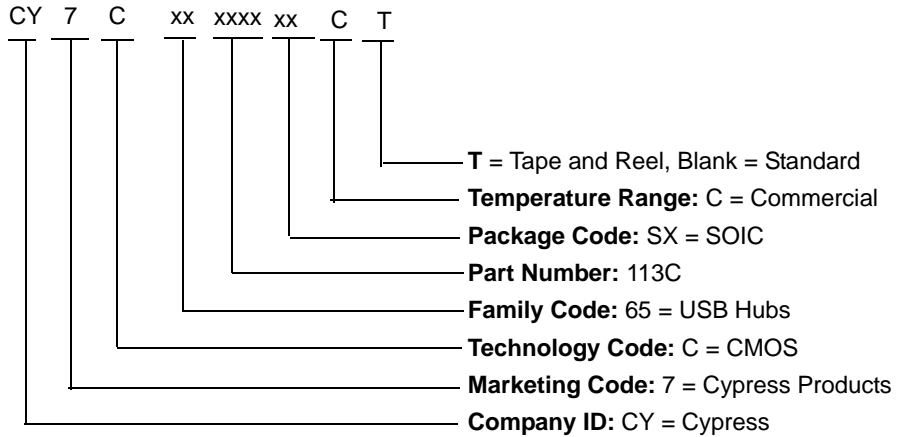 CY 7 C xx xxxx xx C T
T = Tape and Reel, Blank = Standard
Temperature Range: C = Commercial
Package Code: SX = SOIC
Part Number: 113C
Family Code: 65 = USB Hubs
Technology Code: C = CMOS
Marketing Code: 7 = Cypress Products
Company ID: CY = Cypress